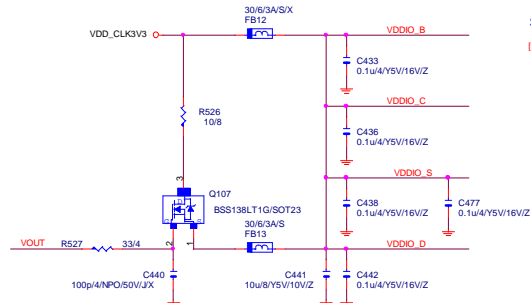 30/6/3A/S/X
FB12
VDD_CLK3V3
VDDIO_B
C433
0.1u/4/Y5V/16V/Z
R526
10/8
VDDIO_C
C436
0.1u/4/Y5V/16V/Z
3
Q107
VDDIO_S
BSS138LT1G/SOT23
C438
0.1u/4/Y5V/16V/Z
C477
0.1u/4/Y5V/16V/Z
30/6/3A/S
FB13
VOUT
R527
33/4
2
1
VDDIO_D
C440
100p/4/NPO/50V/J/X
C441
10u/8/Y5V/10V/Z
C442
0.1u/4/Y5V/16V/Z